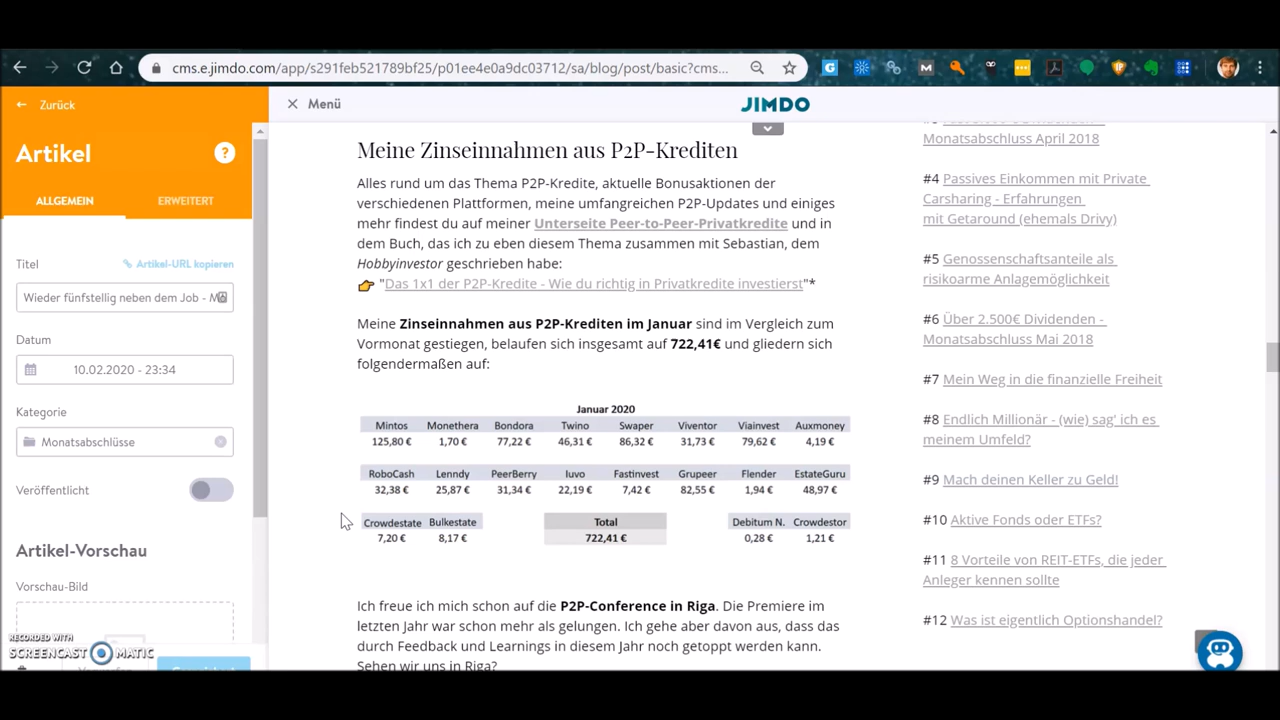 cms.e.jimdo.com/app/s291feb521789bf25/p01ee4e0a9dc03712/sa/blog/post/basic?cms...
Zurück
Artikel
?
ALLGEMEIN
ERWEITERT
Titel
Artikel-URL kopieren
Wieder fünfstellig neben dem Job - M
Datum
10.02.2020 - 23:34
Kategorie
Monatsabschlüsse
Veröffentlicht
Artikel-Vorschau
Vorschau-Bild
RECORDED WITH
SCREENCAST MATIC
Menü
JIMDO
Meine Zinseinnahmen aus P2P-Krediten
Alles rund um das Thema P2P-Kredite, aktuelle Bonusaktionen der
verschiedenen Plattformen, meine umfangreichen P2P-Updates und einiges
mehr findest du auf meiner Unterseite Peer-to-Peer-Privatkredite und in
dem Buch, das ich zu eben diesem Thema zusammen mit Sebastian, dem
Hobbyinvestor geschrieben habe:
👉 "Das 1x1 der P2P-Kredite - Wie du richtig in Privatkredite investierst"*
Meine Zinseinnahmen aus P2P-Krediten im Januar sind im Vergleich zum
Vormonat gestiegen, belaufen sich insgesamt auf 722,41€ und gliedern sich
folgendermaßen auf:
Januar 2020
Mintos Monethera Bondora Twino Swaper Viventor Viainvest Auxmoney
125,80 € 1,70 € 77,22 € 46,31 € 86,32 € 31,73 € 79,62 € 4,19 €
RoboCash Lenndy PeerBerry Iuvo Fastinvest Grupeer Flender EstateGuru
32,38 € 25,87 € 31,34 € 22,19 € 7,42 € 82,55 € 1,94 € 48,97 €
Crowdestate Bulkestate Total Debitum N. Crowdestor
7,20 € 8,17 € 722,41 € 0,28 € 1,21 €
Ich freue ich mich schon auf die P2P-Conference in Riga. Die Premiere im
letzten Jahr war schon mehr als gelungen. Ich gehe aber davon aus, dass das
durch Feedback und Learnings in diesem Jahr noch getoppt werden kann.
Sehen wir uns in Riga?
Monatsabschluss April 2018
#4 Passives Einkommen mit Private
Carsharing - Erfahrungen
mit Getaround (ehemals Drivy)
#5 Genossenschaftsanteile als
risikoarme Anlagemöglichkeit
#6 Über 2.500€ Dividenden -
Monatsabschluss Mai 2018
#7 Mein Weg in die finanzielle Freiheit
#8 Endlich Millionär - (wie) sag' ich es
meinem Umfeld?
#9 Mach deinen Keller zu Geld!
#10 Aktive Fonds oder ETFs?
#11 8 Vorteile von REIT-ETFs, die jeder
Anleger kennen sollte
#12 Was ist eigentlich Optionshandel?